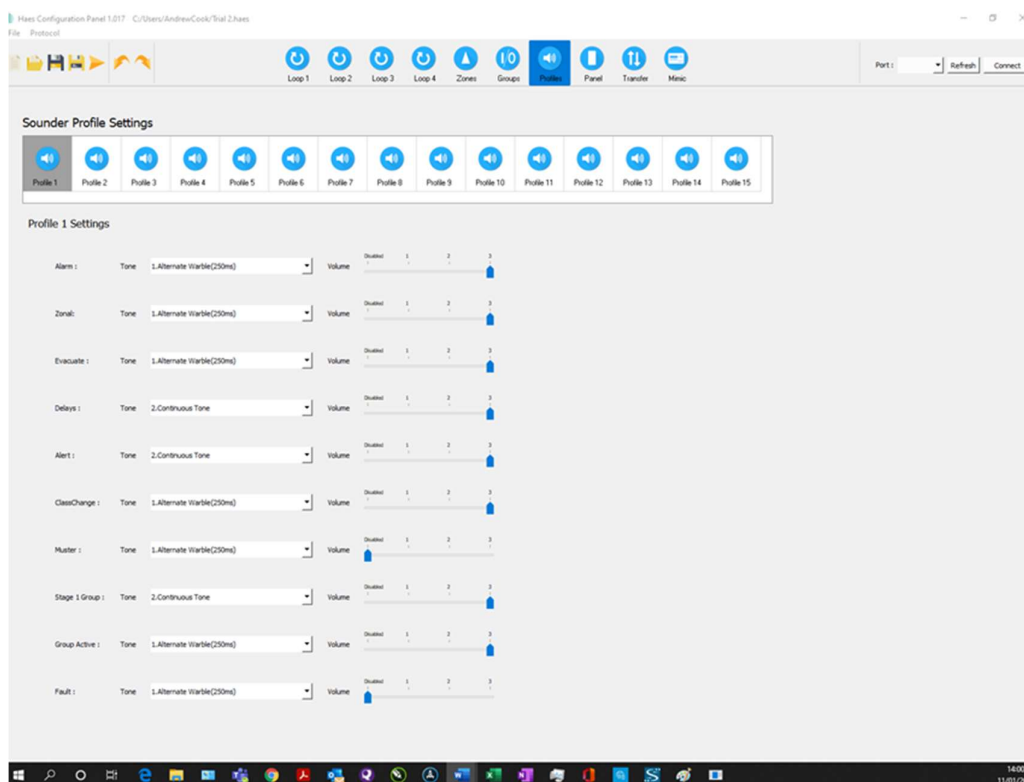 Haes Configuration Panel 1.017 C:/Users/AndrewCook/Trial 2.haes
File Protocol
Loop 1 Loop 2 Loop 3 Loop 4 Zones Groups Profiles Panel Transfer Mimic
Port : Refresh Connect
Sounder Profile Settings
Profile 1 Profile 2 Profile 3 Profile 4 Profile 5 Profile 6 Profile 7 Profile 8 Profile 9 Profile 10 Profile 11 Profile 12 Profile 13 Profile 14 Profile 15
Profile 1 Settings
Disabled 1 2 3
Alarm : Tone 1.Alternate Warble(250ms) Volume
Disabled 1 2 3
Zonal: Tone 1.Alternate Warble(250ms) Volume
Disabled 1 2 3
Evacuate : Tone 1.Alternate Warble(250ms) Volume
Disabled 1 2 3
Delays : Tone 2.Continuous Tone Volume
Disabled 1 2 3
Alert : Tone 2.Continuous Tone Volume
Disabled 1 2 3
ClassChange : Tone 1.Alternate Warble(250ms) Volume
Disabled 1 2 3
Muster : Tone 1.Alternate Warble(250ms) Volume
Disabled 1 2 3
Stage 1 Group : Tone 2.Continuous Tone Volume
Disabled 1 2 3
Group Active : Tone 1.Alternate Warble(250ms) Volume
Disabled 1 2 3
Fault : Tone 1.Alternate Warble(250ms) Volume
14:00